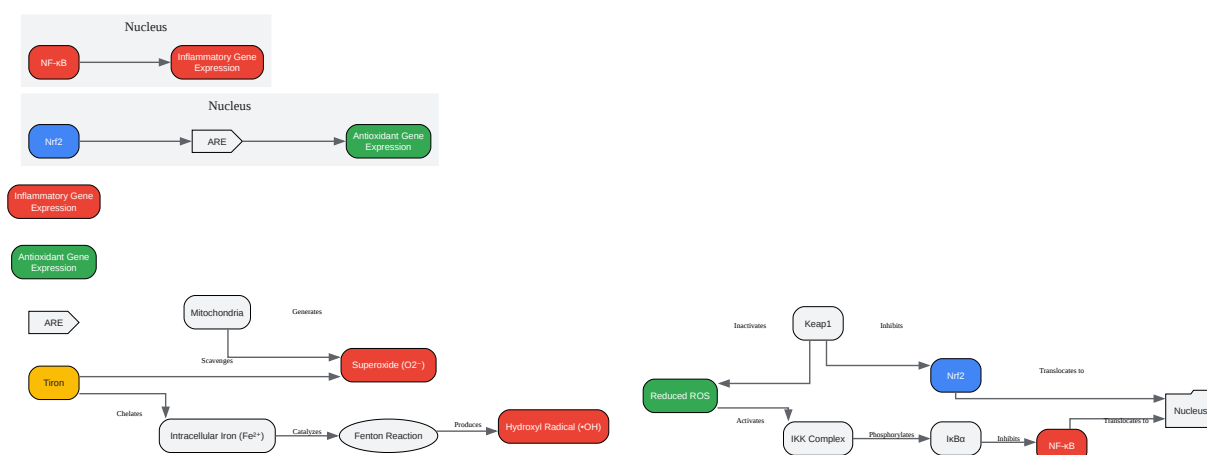 Nucleus
NF-κB
Inflammatory Gene
Expression
Nucleus
Nrf2
ARE
Antioxidant Gene
Expression
Inflammatory Gene
Expression
Antioxidant Gene
Expression
ARE
Mitochondria
Generates
Scavenges
Superoxide (O2⁻)
Tiron
Chelates
Intracellular Iron (Fe²⁺)
Catalyzes
Fenton Reaction
Produces
Hydroxyl Radical (•OH)
Keap1
Inactivates
Inhibits
Nrf2
Translocates to
Reduced ROS
Nucleus
Activates
Translocates to
IKK Complex
Phosphorylates
IκBα
Inhibits
NF-κB